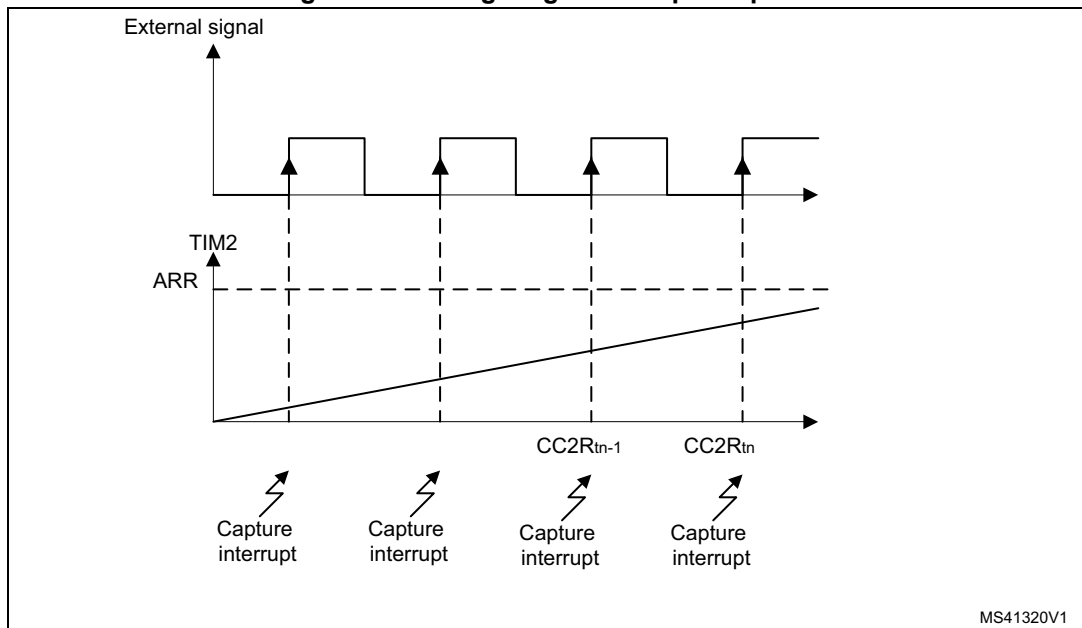 External signal
TIM2
ARR
CC2Rtn-1
CC2Rtn
Capture
interrupt
Capture
interrupt
Capture
interrupt
Capture
interrupt
MS41320V1